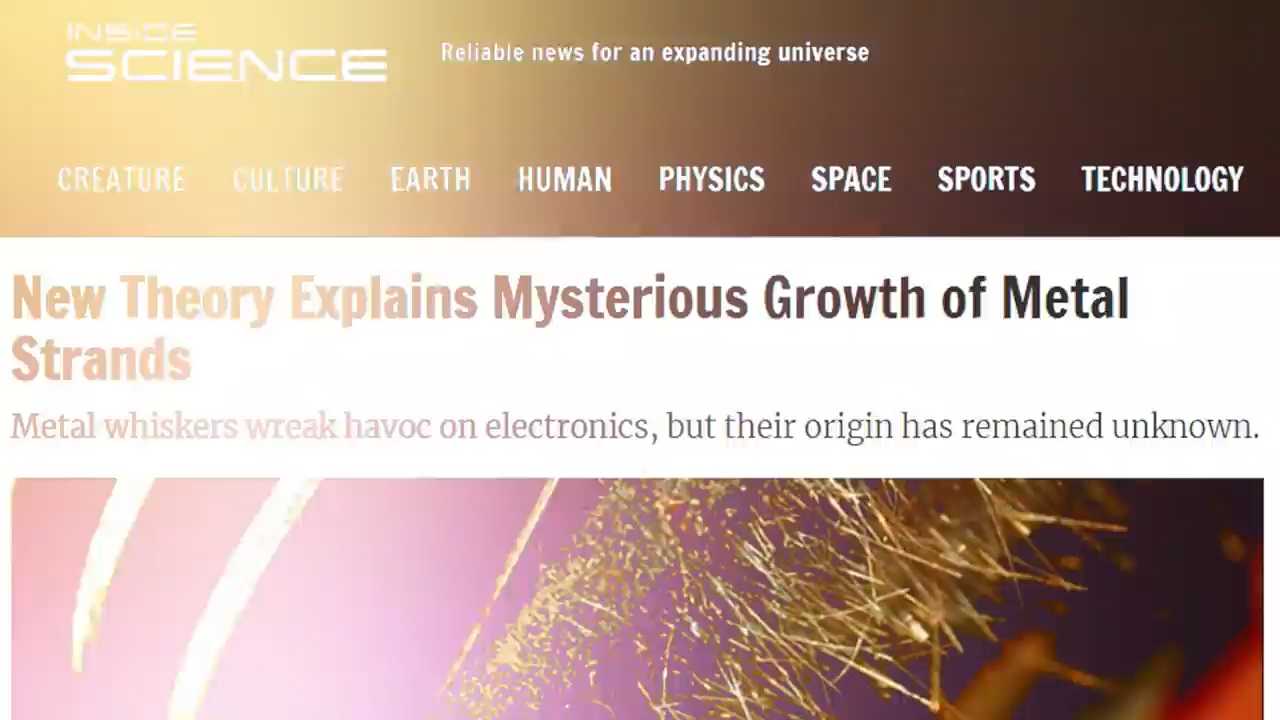 INSIDE
SCIENCE
Reliable news for an expanding universe
CREATURE CULTURE EARTH HUMAN PHYSICS SPACE SPORTS TECHNOLOGY
New Theory Explains Mysterious Growth of Metal
Strands
Metal whiskers wreak havoc on electronics, but their origin has remained unknown.